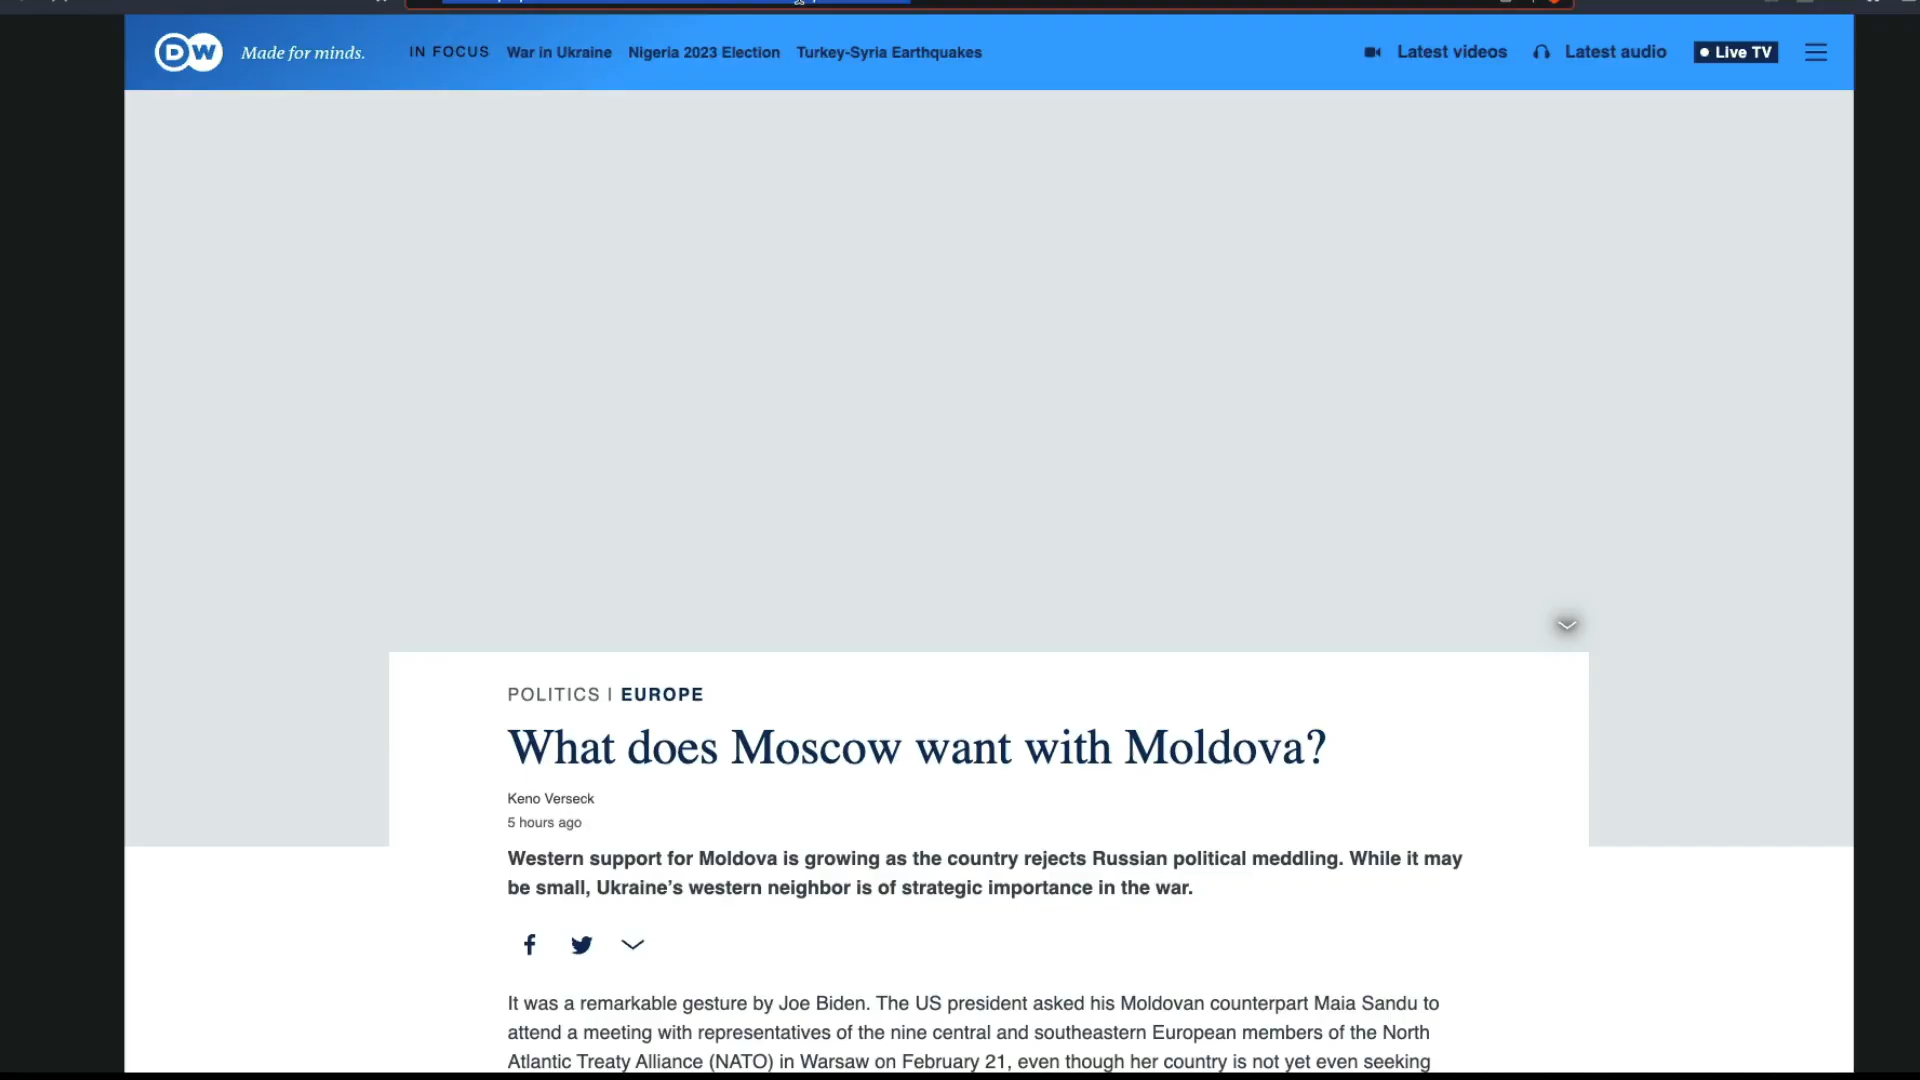 DW Made for minds. IN FOCUS War in Ukraine Nigeria 2023 Election Turkey-Syria Earthquakes Latest videos Latest audio Live TV
POLITICS | EUROPE
What does Moscow want with Moldova?
Keno Verseck
5 hours ago
Western support for Moldova is growing as the country rejects Russian political meddling. While it may
be small, Ukraine’s western neighbor is of strategic importance in the war.
It was a remarkable gesture by Joe Biden. The US president asked his Moldovan counterpart Maia Sandu to
attend a meeting with representatives of the nine central and southeastern European members of the North
Atlantic Treaty Alliance (NATO) in Warsaw on February 21, even though her country is not yet even seeking